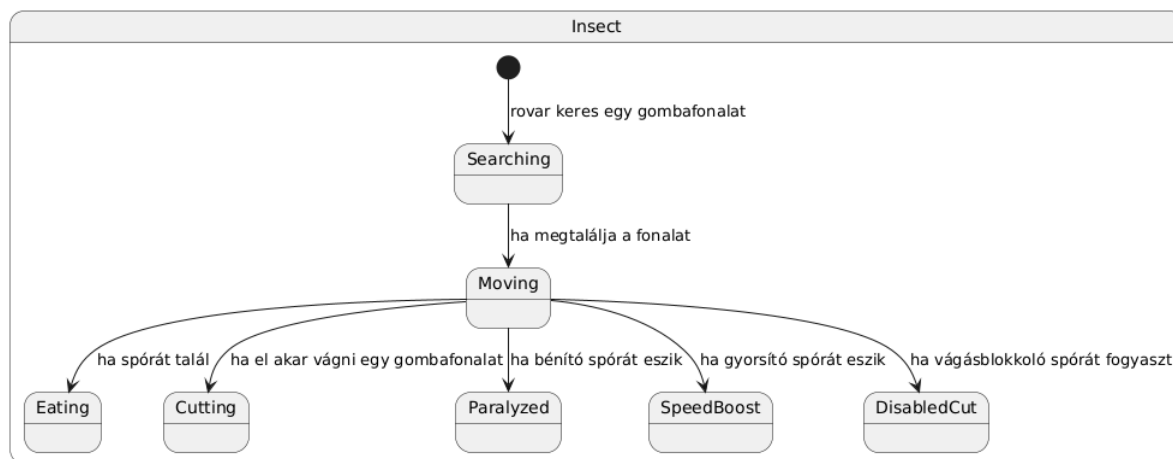 Insect
rovar keres egy gombafonalat
Searching
ha megtalálja a fonalat
Moving
ha spórát talál
ha el akar vágni egy gombafonalat
ha bénító spórát eszik
ha gyorsító spórát eszik
ha vágásblokkoló spórát fogyaszt
Eating
Cutting
Paralyzed
SpeedBoost
DisabledCut